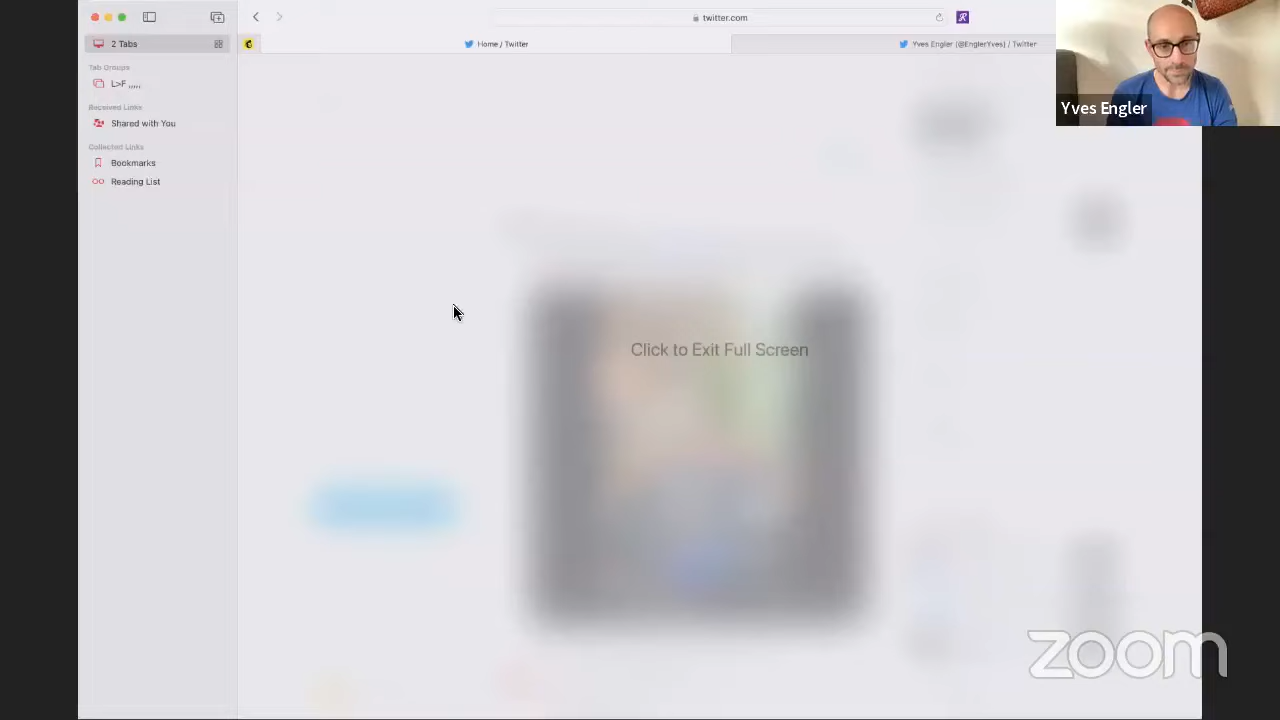 twitter.com
2 Tabs
Home / Twitter
Yves Engler (@EnglerYves) / Twitter
Tab Groups
L>F ,,,,,
Received Links
Shared with You
Collected Links
Bookmarks
Reading List
Yves Engler
Click to Exit Full Screen
zoom